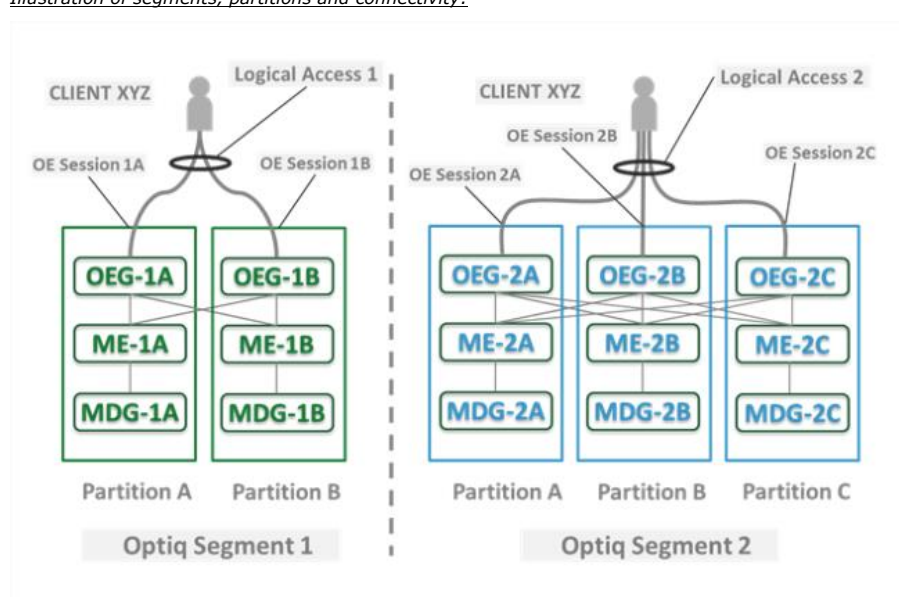 Illustration of segments, partitions and connectivity:
CLIENT XYZ
Logical Access 1
OE Session 1A
OE Session 1B
OEG-1A
OEG-1B
ME-1A
ME-1B
MDG-1A
MDG-1B
Partition A
Partition B
Optiq Segment 1
CLIENT XYZ
Logical Access 2
OE Session 2B
OE Session 2A
OE Session 2C
OEG-2A
OEG-2B
OEG-2C
ME-2A
ME-2B
ME-2C
MDG-2A
MDG-2B
MDG-2C
Partition A
Partition B
Partition C
Optiq Segment 2